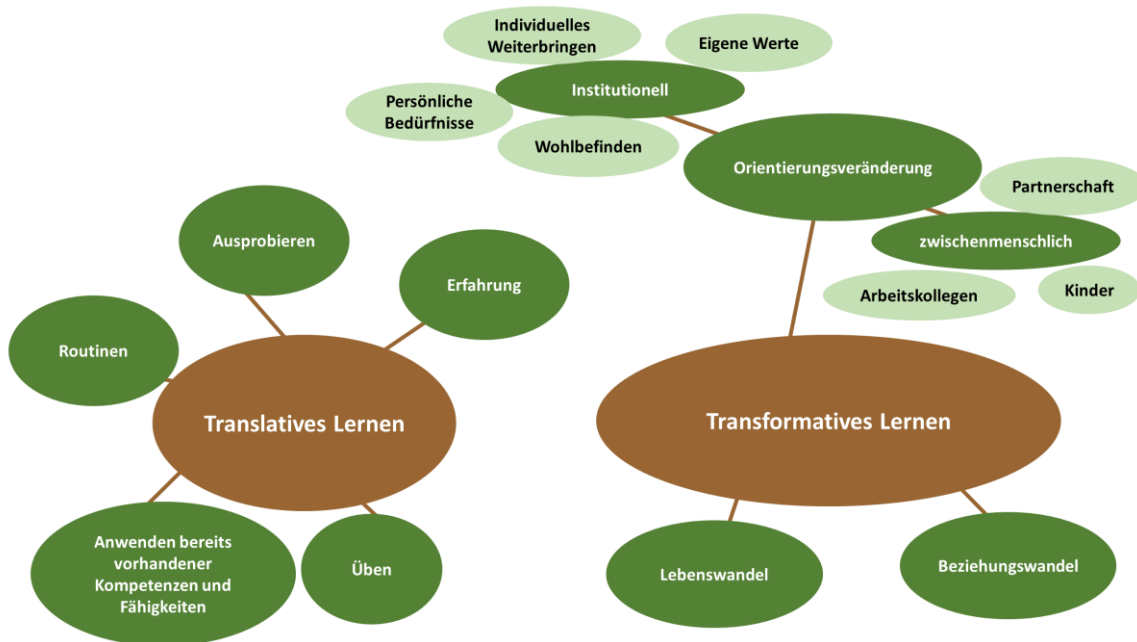 Individuelles
Weiterbringen
Eigene Werte
Institutionell
Persönliche
Bedürfnisse
Wohlbefinden
Orientierungsveränderung
Partnerschaft
zwischenmenschlich
Arbeitskollegen
Kinder
Ausprobieren
Erfahrung
Routinen
Translatives Lernen
Anwenden bereits
vorhandener
Kompetenzen und
Fähigkeiten
Üben
Transformatives Lernen
Lebenswandel
Beziehungswandel